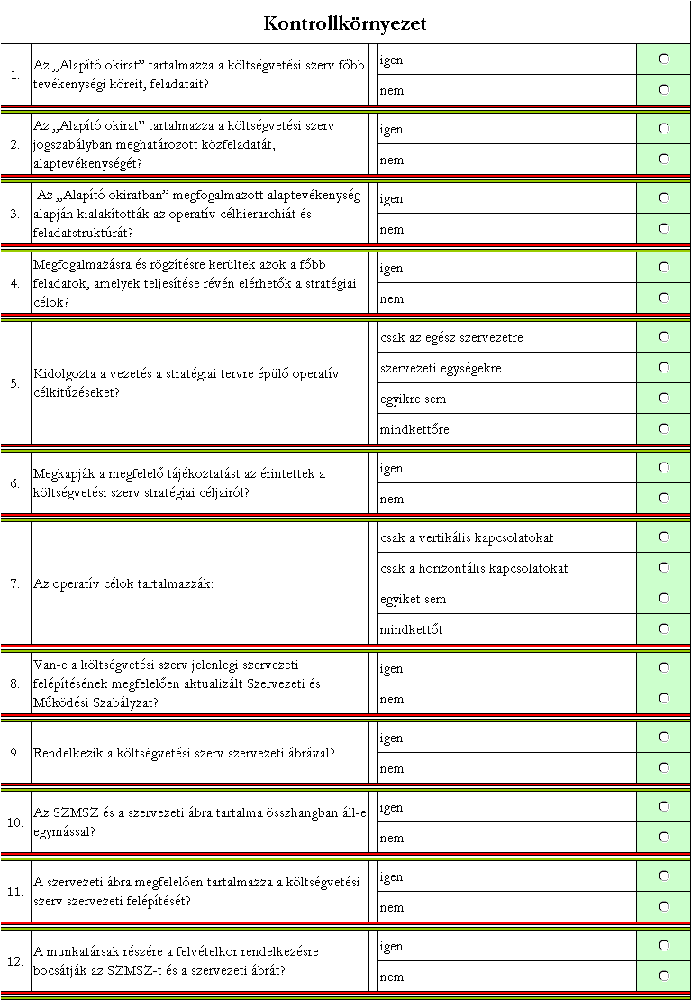 Kontrollkörnyezet
1.
Az „Alapító okirat” tartalmazza a költségvetési szerv főbb
tevékenységi köreit, feladatait?
igen
nem
2.
Az „Alapító okirat” tartalmazza a költségvetési szerv
jogszabályban meghatározott közfeladatát,
alaptevékenységét?
igen
nem
3.
Az „Alapító okiratban” megfogalmazott alaptevékenység
alapján kialakították az operatív célhierarchiát és
feladatstruktúrát?
igen
nem
4.
Megfogalmazásra és rögzítésre kerültek azok a főbb
feladatok, amelyek teljesítése révén elérhetők a stratégiai
célok?
igen
nem
5.
Kidolgozta a vezetés a stratégiai tervre épülő operatív
célkitűzéseket?
csak az egész szervezetre
szervezeti egységekre
egyikre sem
mindkettőre
6.
Megkapják a megfelelő tájékoztatást az érintettek a
költségvetési szerv stratégiai céljairól?
igen
nem
7.
Az operatív célok tartalmazzák:
csak a vertikális kapcsolatokat
csak a horizontális kapcsolatokat
egyiket sem
mindkettőt
8.
Van-e a költségvetési szerv jelenlegi szervezeti
felépítésének megfelelően aktualizált Szervezeti és
Működési Szabályzat?
igen
nem
9.
Rendelkezik a költségvetési szerv szervezeti ábrával?
igen
nem
10.
Az SZMSZ és a szervezeti ábra tartalma összhangban áll-e
egymással?
igen
nem
11.
A szervezeti ábra megfelelően tartalmazza a költségvetési
szerv szervezeti felépítését?
igen
nem
12.
A munkatársak részére a felvételkor rendelkezésre
bocsátják az SZMSZ-t és a szervezeti ábrát?
igen
nem